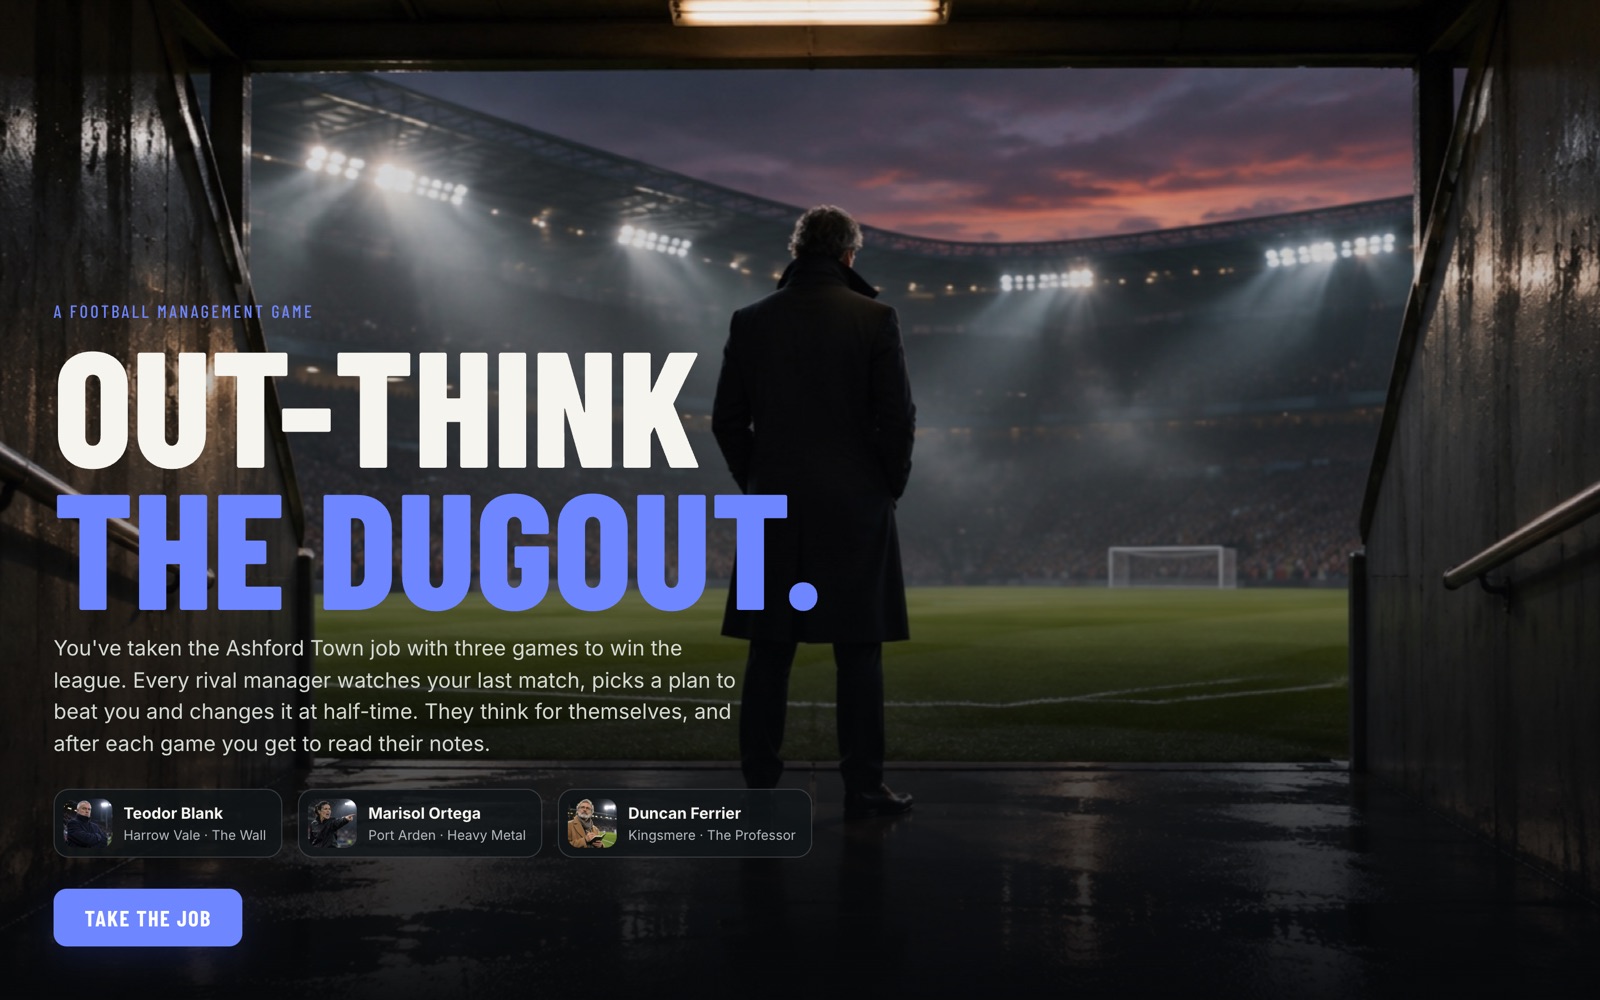 A FOOTBALL MANAGEMENT GAME
OUT-THINK
THE DUGOUT.
You've taken the Ashford Town job with three games to win the
league. Every rival manager watches your last match, picks a plan to
beat you and changes it at half-time. They think for themselves, and
after each game you get to read their notes.
Teodor Blank
Harrow Vale · The Wall
Marisol Ortega
Port Arden · Heavy Metal
Duncan Ferrier
Kingsmere · The Professor
TAKE THE JOB